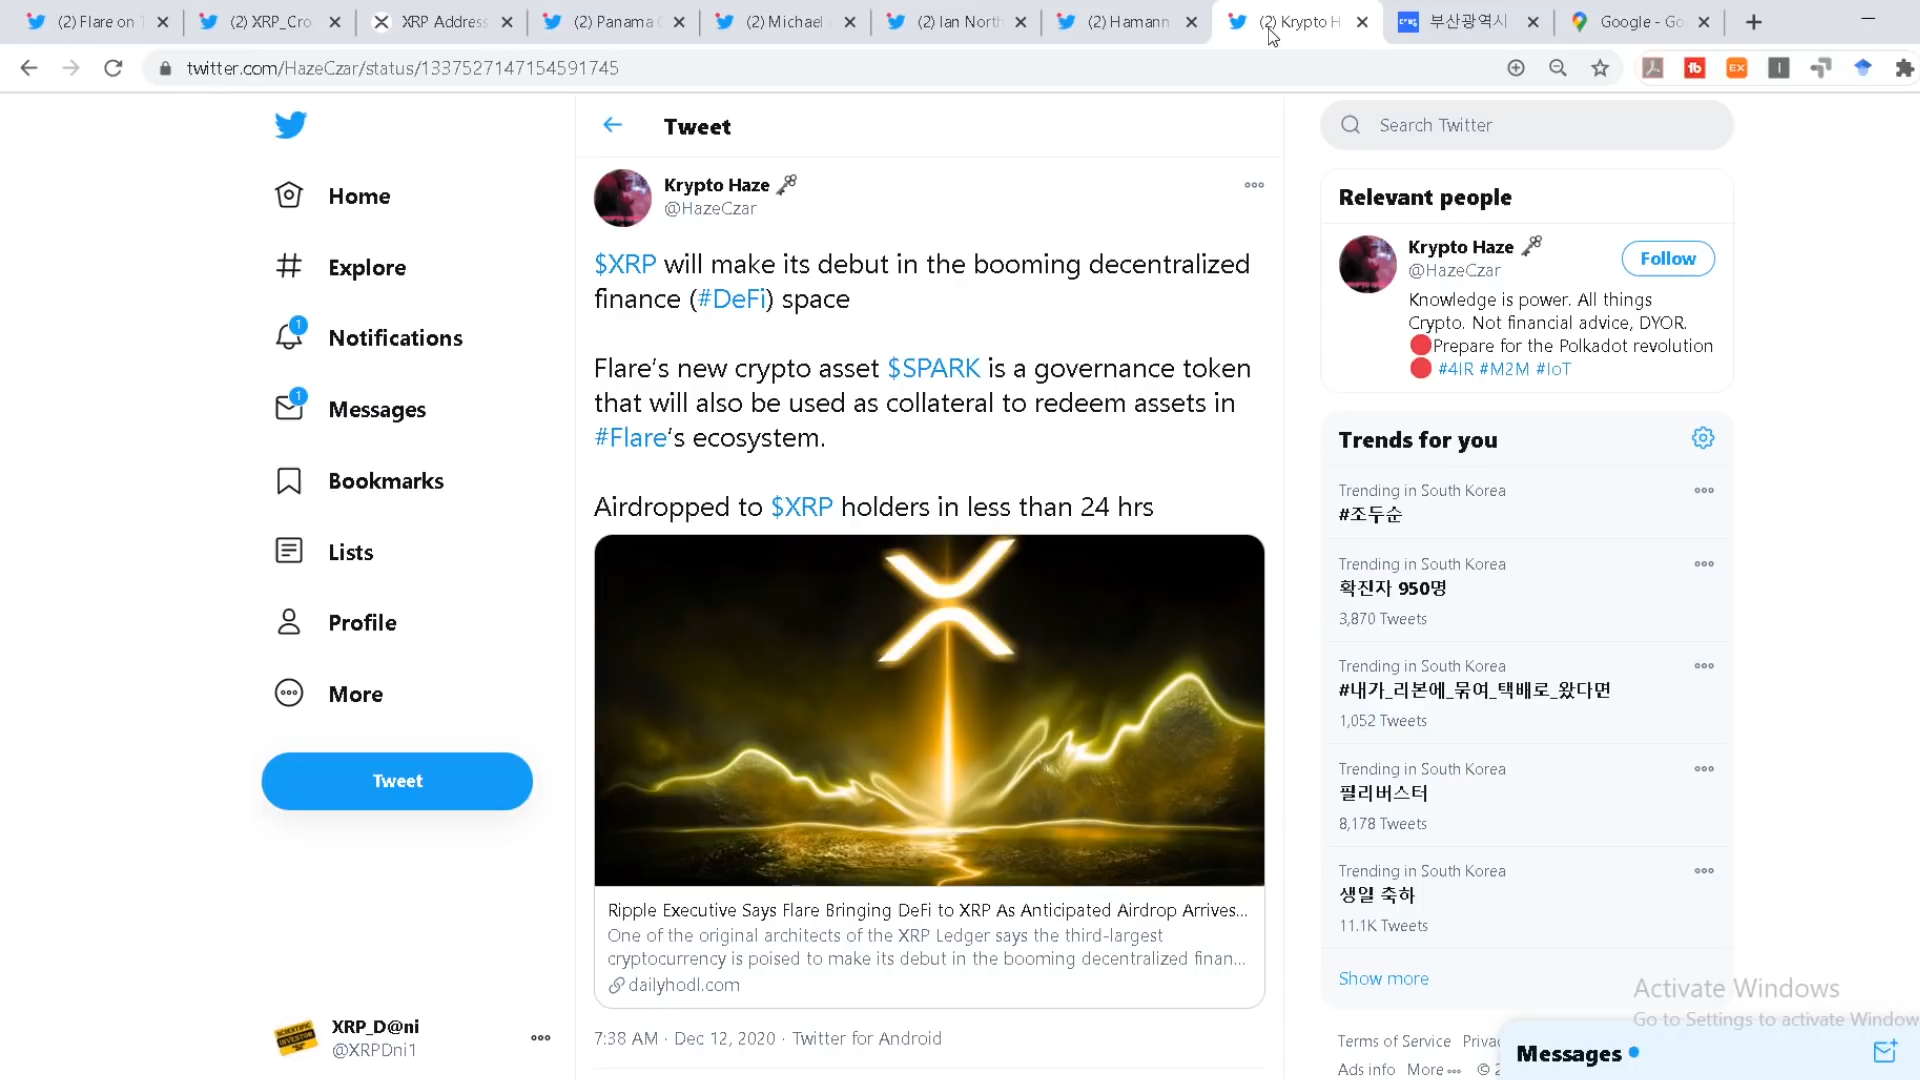 (2) Flare on
(2) XRP_Cro
XRP Address
(2) Panama
(2) Michael
(2) Ian North
(2) Hamann
(2) Krypto H
부산광역시
Google - Go
twitter.com/HazeCzar/status/1337527147154591745
Home
Explore
1
Notifications
1
Messages
Bookmarks
Lists
Profile
More
Tweet
XRP_D@ni
@XRPDni1
Tweet
Krypto Haze
@HazeCzar
$XRP will make its debut in the booming decentralized
finance (#DeFi) space
Flare's new crypto asset $SPARK is a governance token
that will also be used as collateral to redeem assets in
#Flare's ecosystem.
Airdropped to $XRP holders in less than 24 hrs
Ripple Executive Says Flare Bringing DeFi to XRP As Anticipated Airdrop Arrives...
One of the original architects of the XRP Ledger says the third-largest
cryptocurrency is poised to make its debut in the booming decentralized finan...
dailyhodl.com
7:38 AM · Dec 12, 2020 · Twitter for Android
Search Twitter
Relevant people
Krypto Haze
@HazeCzar
Follow
Knowledge is power. All things
Crypto. Not financial advice, DYOR.
Prepare for the Polkadot revolution
#4IR #M2M #IoT
Trends for you
Trending in South Korea
#조두순
Trending in South Korea
확진자 950명
3,870 Tweets
Trending in South Korea
#내가_리본에_묶여_택배로_왔다면
1,052 Tweets
Trending in South Korea
필리버스터
8,178 Tweets
Trending in South Korea
생일 축하
11.1K Tweets
Show more
Activate Windows
Go to Settings to activate Window
Terms of Service Privac
Ads info More ©
Messages